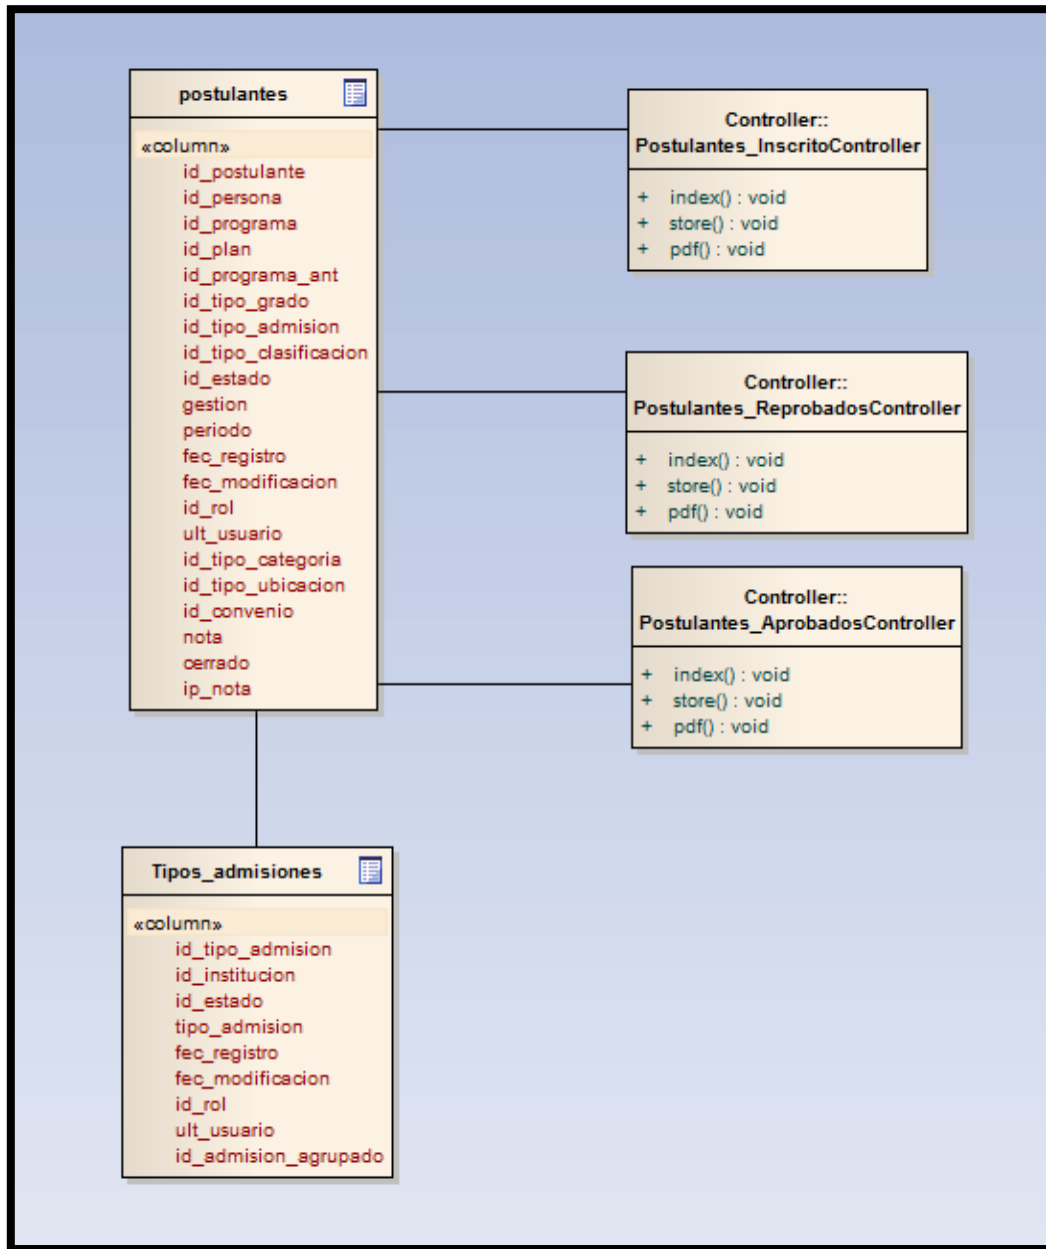 postulantes
«column»
id_postulante
id_persona
id_programa
id_plan
id_programa_ant
id_tipo_grado
id_tipo_admision
id_tipo_clasificacion
id_estado
gestion
periodo
fec_registro
fec_modificacion
id_rol
ult_usuario
id_tipo_categoria
id_tipo_ubicacion
id_convenio
nota
cerrado
ip_nota
Controller::
Postulantes_InscritoController
+ index() : void
+ store() : void
+ pdf() : void
Controller::
Postulantes_ReprobadosController
+ index() : void
+ store() : void
+ pdf() : void
Controller::
Postulantes_AprobadosController
+ index() : void
+ store() : void
+ pdf() : void
Tipos_admisiones
«column»
id_tipo_admision
id_institucion
id_estado
tipo_admision
fec_registro
fec_modificacion
id_rol
ult_usuario
id_admision_agrupado